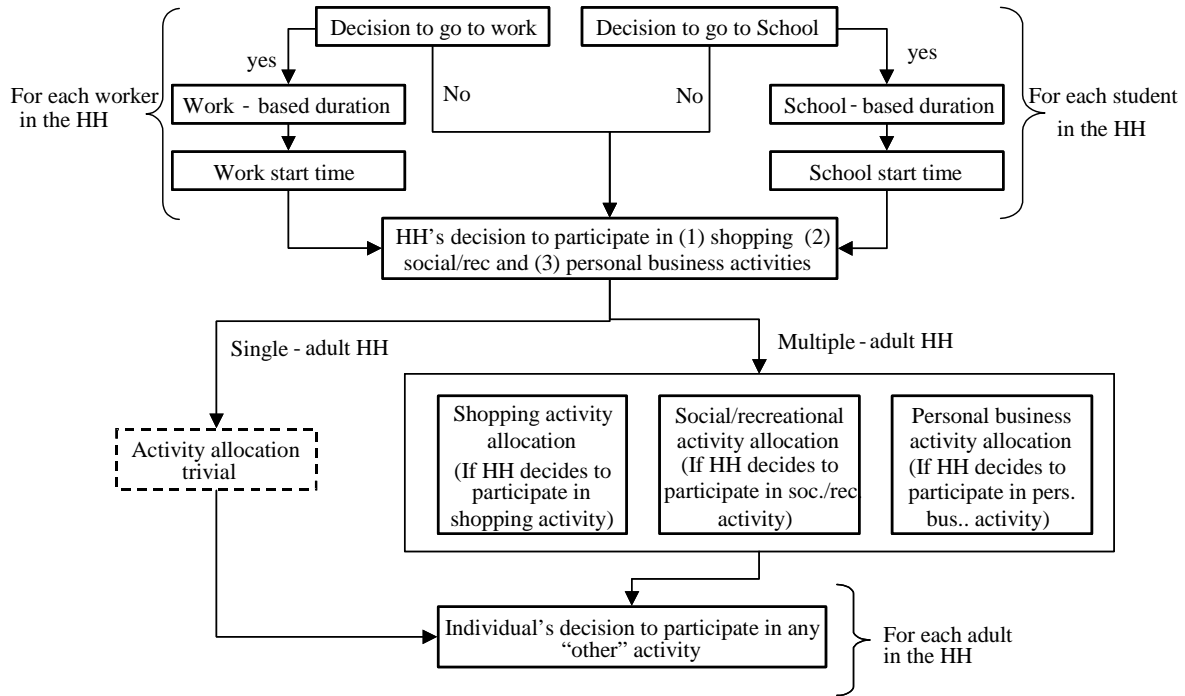 Decision to go to work
Decision to go to School
yes
yes
For each worker
in the HH
Work - based duration
No
No
School - based duration
For each student
in the HH
Work start time
School start time
HH's decision to participate in (1) shopping (2)
social/rec and (3) personal business activities
Single - adult HH
Multiple - adult HH
Activity allocation
trivial
Shopping activity
allocation
(If HH decides to
participate in
shopping activity)
Social/recreational
activity allocation
(If HH decides to
participate in soc./rec.
activity)
Personal business
activity allocation
(If HH decides to
participate in pers.
bus.. activity)
Individual's decision to participate in any
“other” activity
For each adult
in the HH